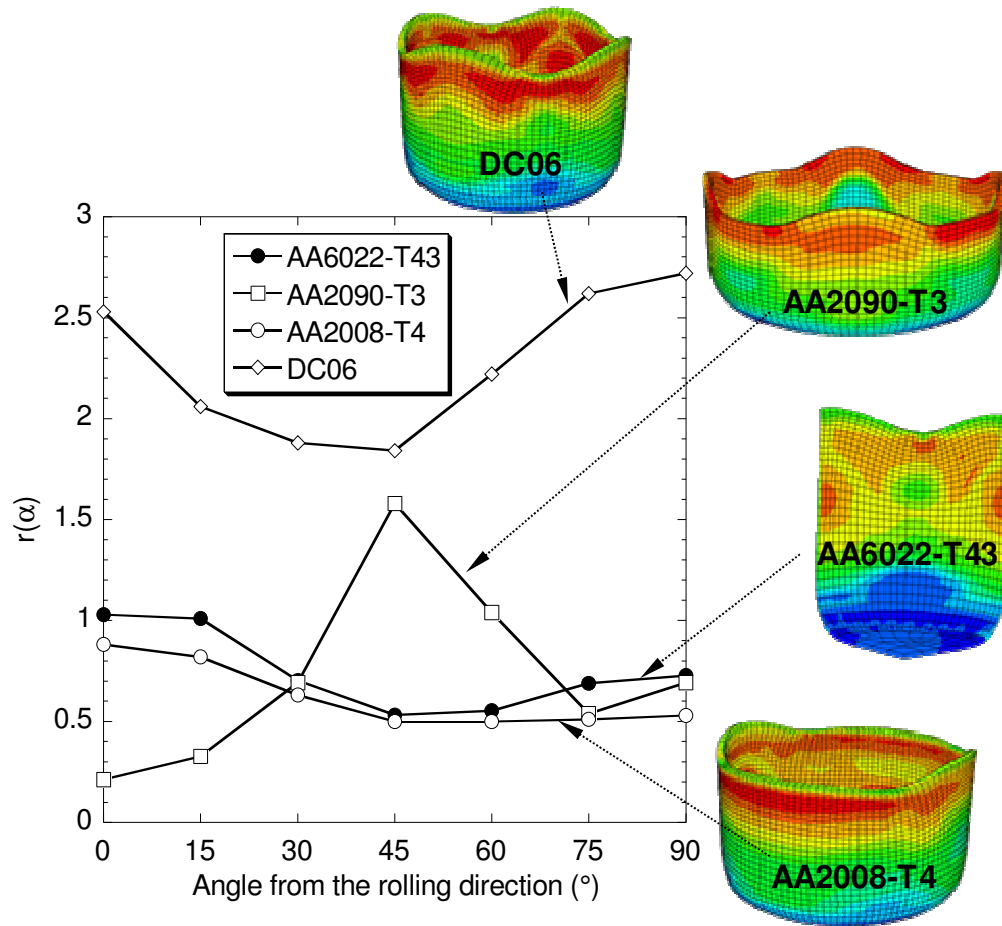 DC06
AA2090-T3
AA6022-T43
AA2008-T4
3
2.5
2
1.5
1
0.5
0
r(α)
AA6022-T43
AA2090-T3
AA2008-T4
DC06
0 15 30 45 60 75 90
Angle from the rolling direction (°)